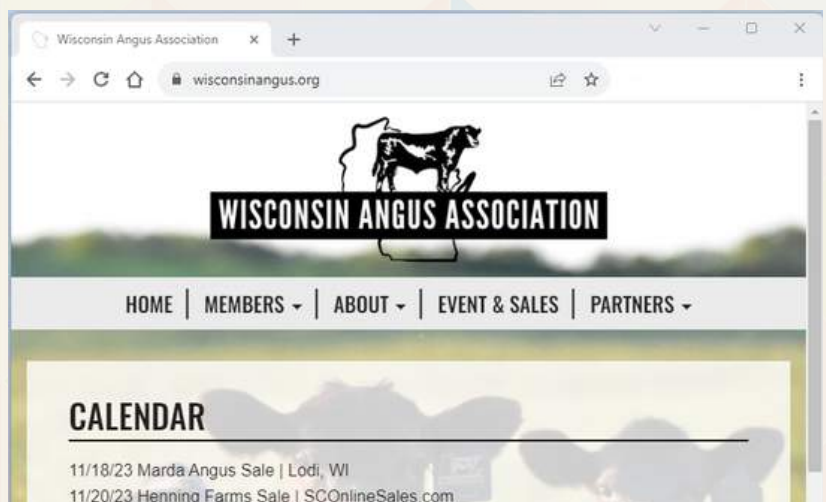 Wisconsin Angus Association
wisconsinangus.org
WISCONSIN ANGUS ASSOCIATION
HOME | MEMBERS | ABOUT | EVENT & SALES | PARTNERS
CALENDAR
11/18/23 Marda Angus Sale | Lodi, WI
11/20/23 Henning Farms Sale | SCOnlineSales.com